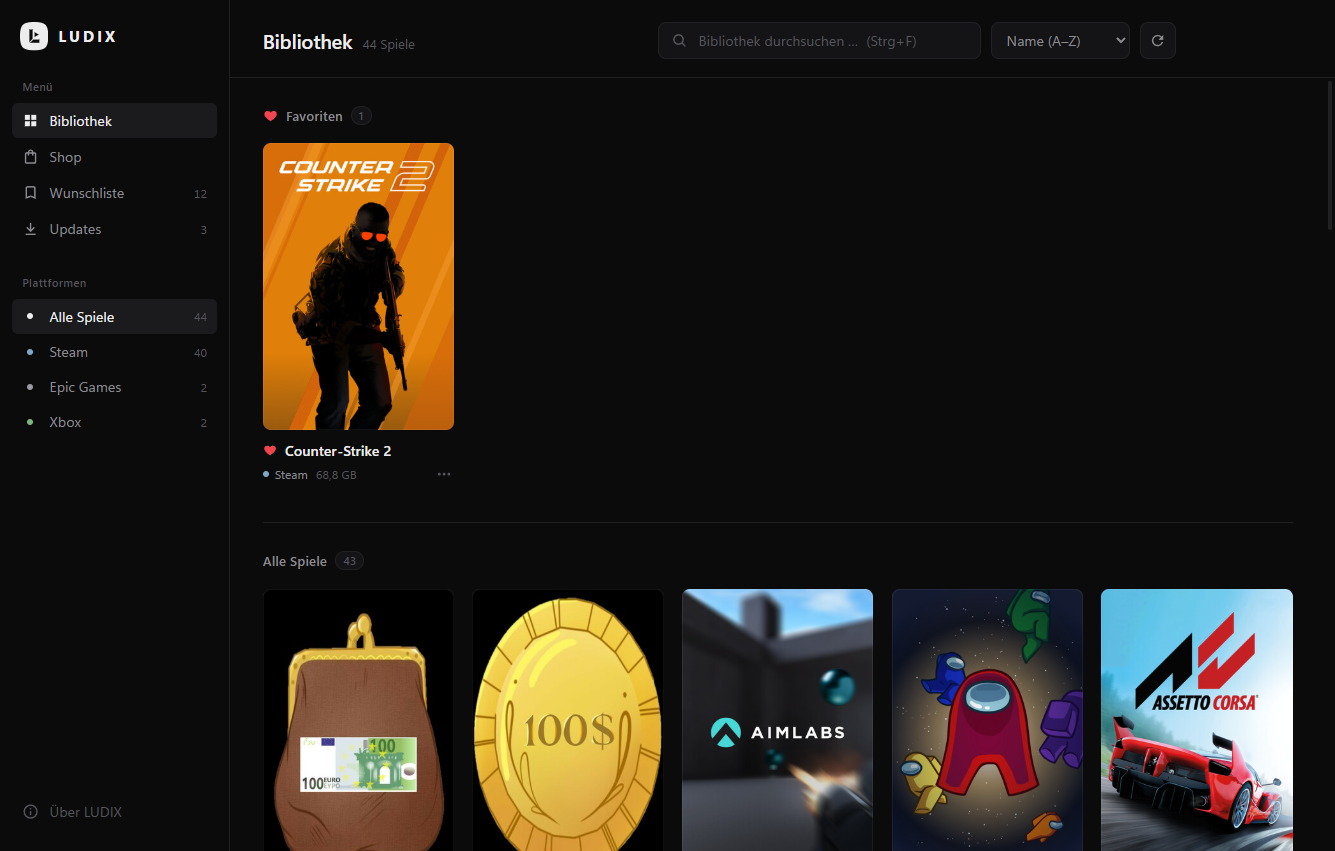 LUDIX
Bibliothek 44 Spiele
Bibliothek durchsuchen ... (Strg+F)
Name (A–Z)
Menü
Bibliothek
Shop
Wunschliste 12
Updates 3
Plattformen
Alle Spiele 44
Steam 40
Epic Games 2
Xbox 2
Über LUDIX
Favoriten 1
COUNTER
STRIKE 2
Counter-Strike 2
Steam 68,8 GB
Alle Spiele 43
100
100 EURO
ΕΥΡΩ
100$
AIMLABS
ASSETTO CORSA